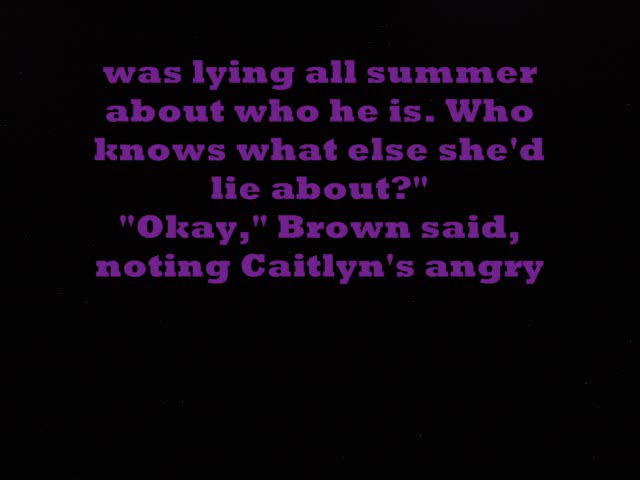 was lying all summer
about who he is. Who
knows what else she'd
lie about?"
"Okay," Brown said,
noting Caitlyn's angry